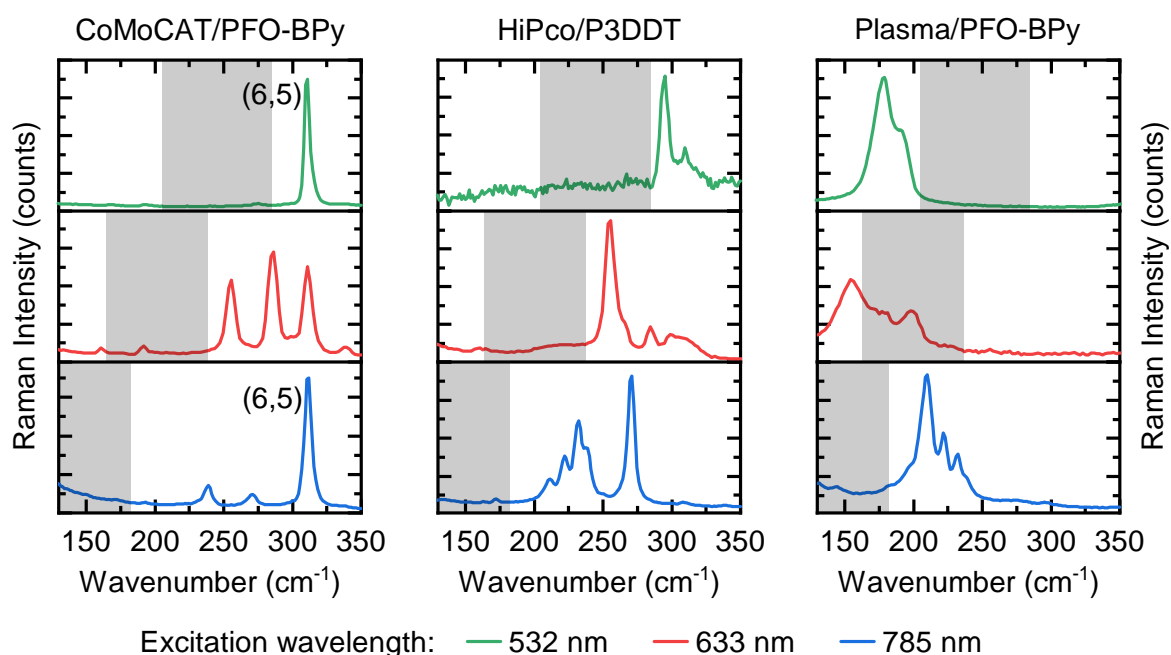 CoMoCAT/PFO-BPy
HiPco/P3DDT
Plasma/PFO-BPy
(6,5)
(6,5)
Raman Intensity (counts)
Raman Intensity (counts)
150 200 250 300 350
150 200 250 300 350
150 200 250 300 350
Wavenumber (cm⁻¹)
Wavenumber (cm⁻¹)
Wavenumber (cm⁻¹)
Excitation wavelength: 532 nm 633 nm 785 nm